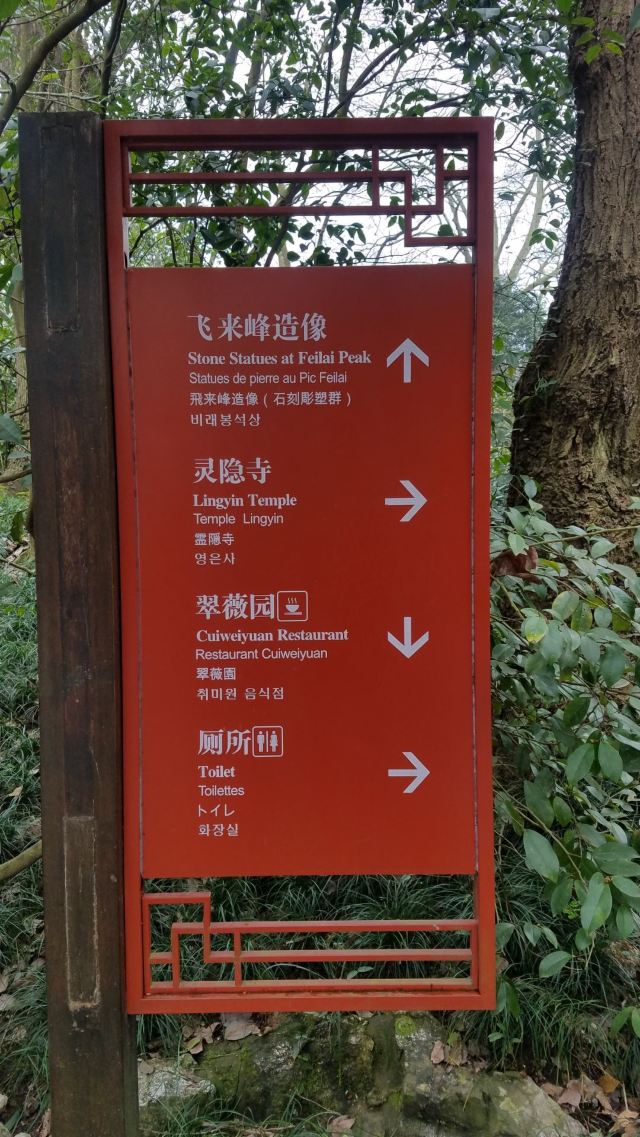 飞来峰造像
Stone Statues at Feilai Peak
Statues de pierre au Pic Feilai
飛来峰造像（石刻彫塑群）
비래봉석상
灵隐寺
Lingyin Temple
Temple Lingyin
霊隠寺
영은사
翠薇园
Cuiweiyuan Restaurant
Restaurant Cuiweiyuan
翠薇園
취미원 음식점
厕所
Toilet
Toilettes
トイレ
화장실